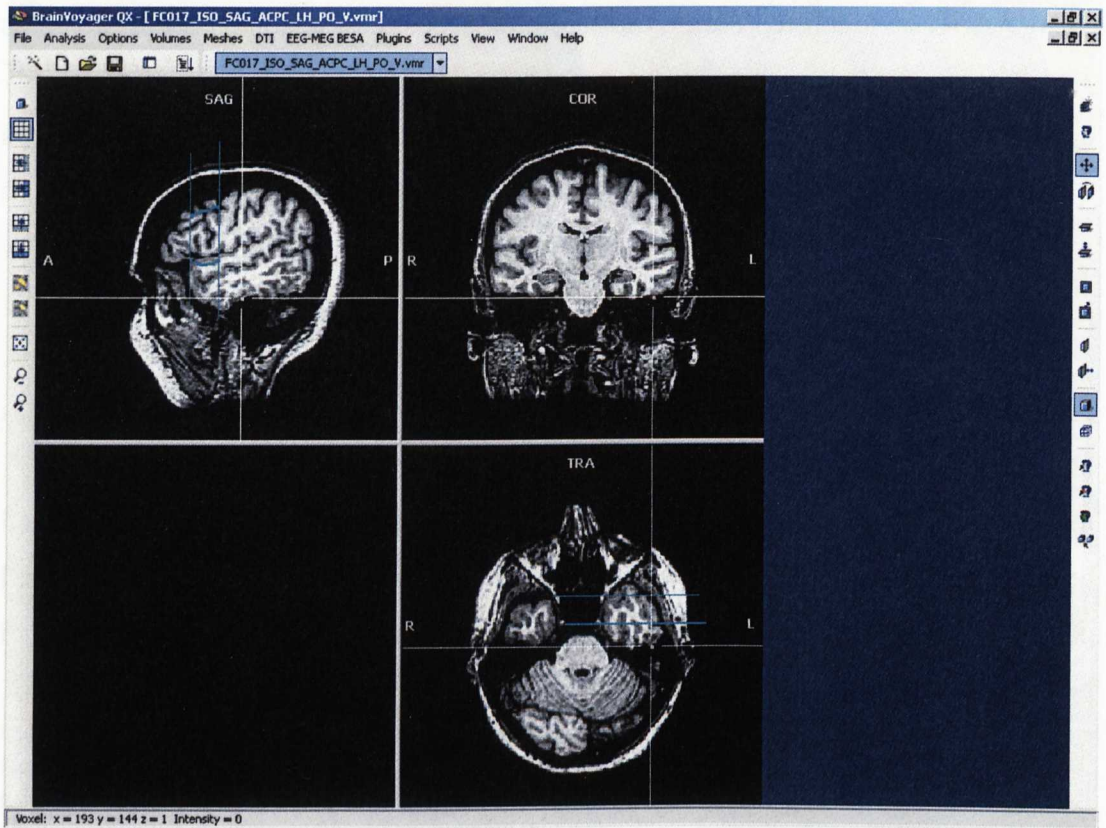 BrainVoyager QX - [ FC017_ISO_SAG_ACPC_LH_PO_V.vmr]
File Analysis Options Volumes Meshes DTI EEG-MEG BESA Plugins Scripts View Window Help
FC017_ISO_SAG_ACPC_LH_PO_V.vmr
SAG
COR
A
P
R
L
TRA
R
L
Voxel: x = 193 y = 144 z = 1 Intensity = 0